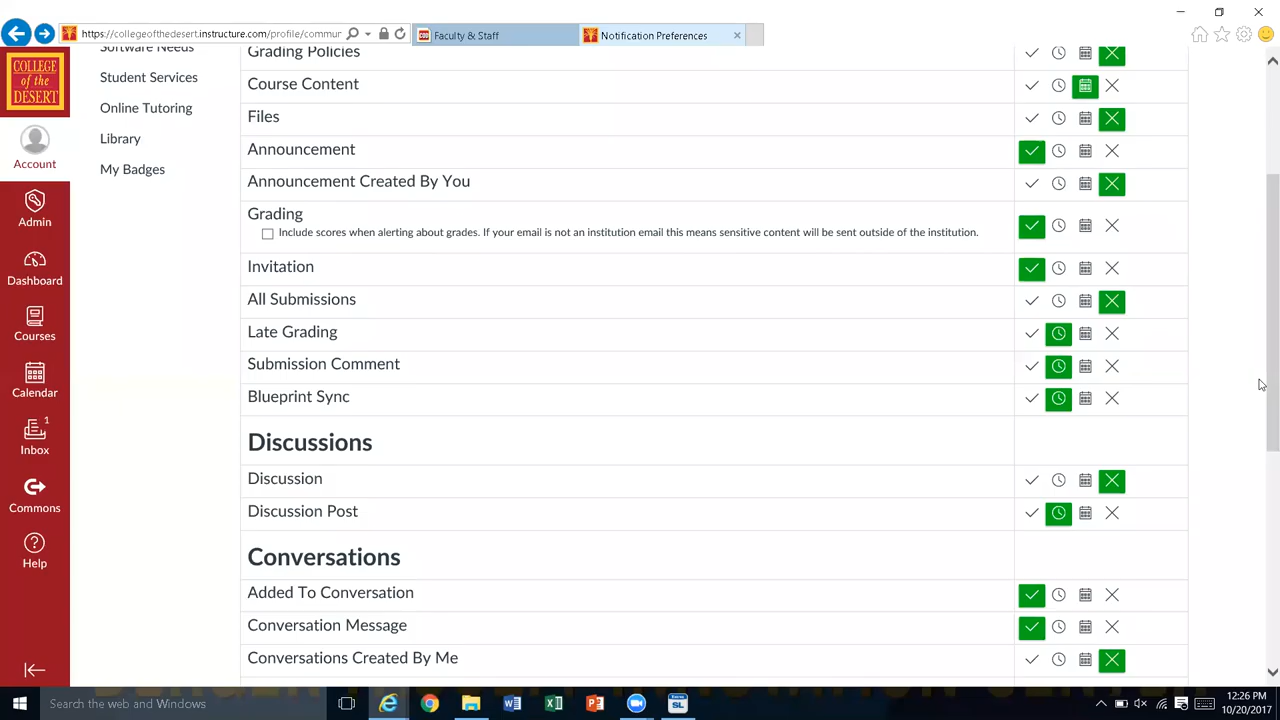 https://collegeofthedesert.instructure.com/profile/commur
Faculty & Staff
Notification Preferences
COLLEGE
of the
DESERT
Account
Admin
Dashboard
Courses
Calendar
1
Inbox
Commons
Help
Software Needs
Student Services
Online Tutoring
Library
My Badges
Grading Policies
Course Content
Files
Announcement
Announcement Created By You
Grading
Include scores when alerting about grades. If your email is not an institution email this means sensitive content will be sent outside of the institution.
Invitation
All Submissions
Late Grading
Submission Comment
Blueprint Sync
Discussions
Discussion
Discussion Post
Conversations
Added To Conversation
Conversation Message
Conversations Created By Me
Search the web and Windows
12:26 PM
10/20/2017